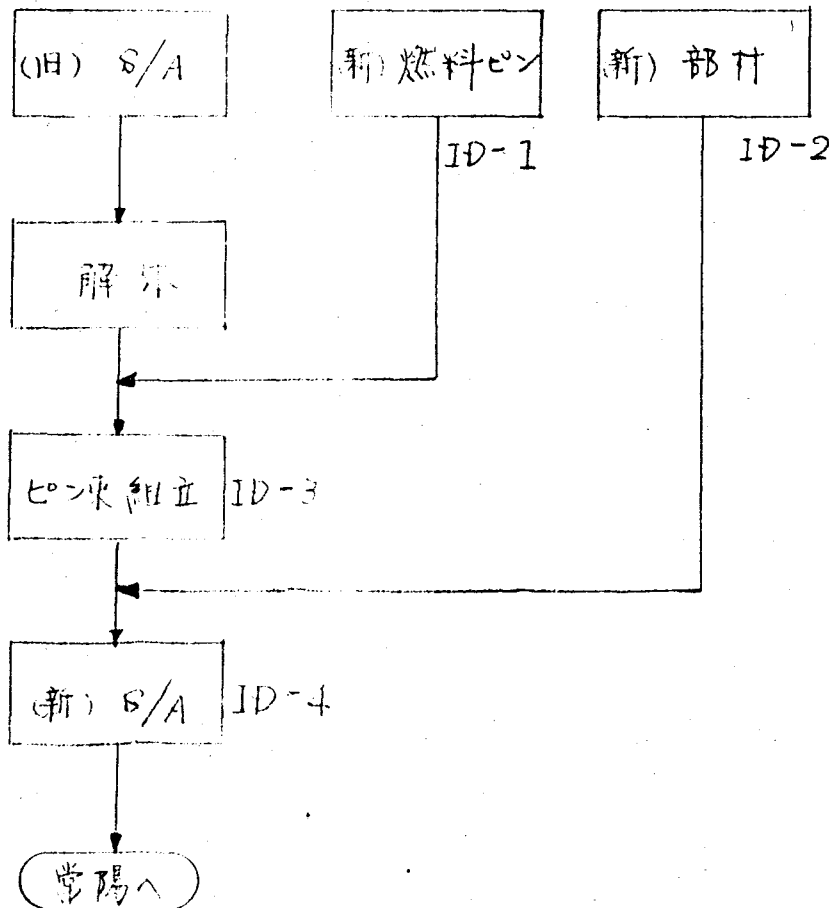 (旧) S/A
(新) 燃料ピン
(新) 部材
ID-1
ID-2
解体
ピン束組立
ID-3
(新) S/A
ID-4
常陽へ